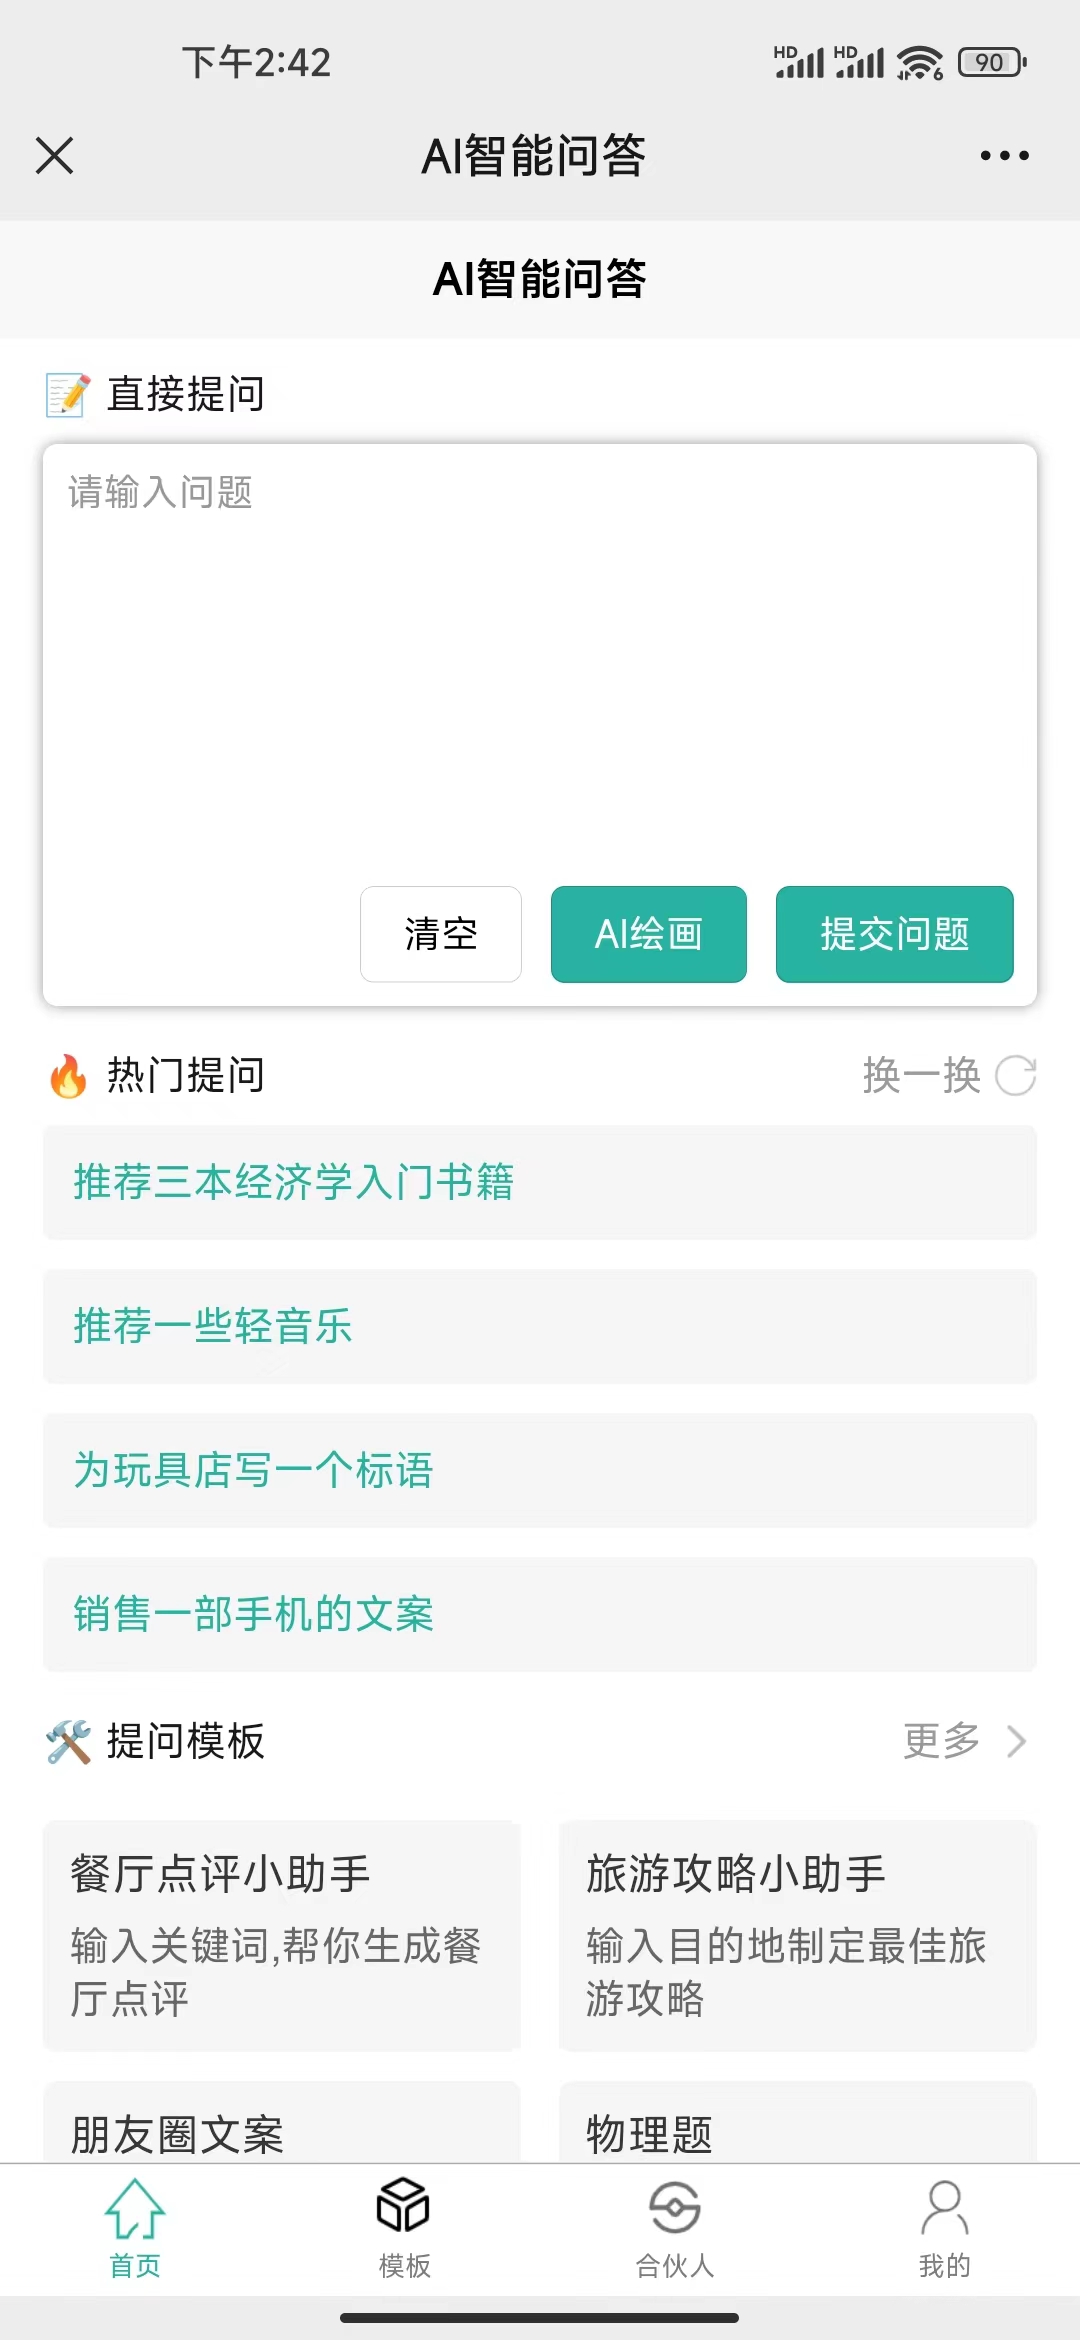 下午2:42
HD HD 6 90
AI智能问答
AI智能问答
直接提问
请输入问题
清空 AI绘画 提交问题
热门提问 换一换
推荐三本经济学入门书籍
推荐一些轻音乐
为玩具店写一个标语
销售一部手机的文案
提问模板 更多
餐厅点评小助手
输入关键词,帮你生成餐
厅点评
旅游攻略小助手
输入目的地制定最佳旅
游攻略
朋友圈文案
物理题
首页 模板 合伙人 我的